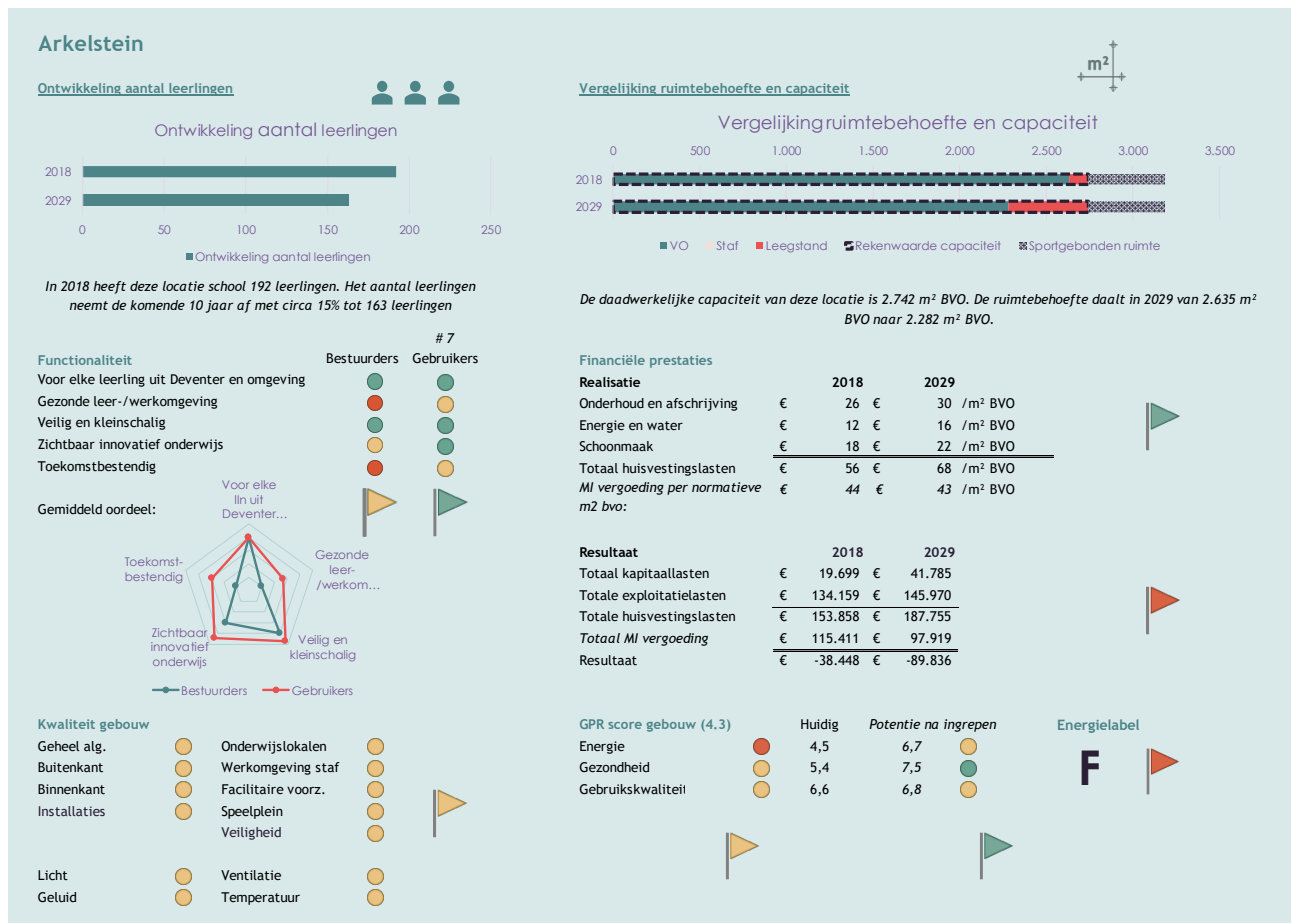 Arkelstein
Ontwikkeling aantal leerlingen
Ontwikkeling aantal leerlingen
2018
2029
0 50 100 150 200 250
Ontwikkeling aantal leerlingen
In 2018 heeft deze locatie school 192 leerlingen. Het aantal leerlingen
neemt de komende 10 jaar af met circa 15% tot 163 leerlingen
m²
Vergelijking ruimtebehoefte en capaciteit
Vergelijking ruimtebehoefte en capaciteit
0 500 1.000 1.500 2.000 2.500 3.000 3.500
2018
2029
VO Staf Leegstand Rekenwaarde capaciteit Sportgebonden ruimte
De daadwerkelijke capaciteit van deze locatie is 2.742 m² BVO. De ruimtebehoefte daalt in 2029 van 2.635 m²
BVO naar 2.282 m² BVO.
# 7
Functionaliteit Bestuurders Gebruikers
Voor elke leerling uit Deventer en omgeving
Gezonde leer-/werkomgeving
Veilig en kleinschalig
Zichtbaar innovatief onderwijs
Toekomstbestendig
Gemiddeld oordeel:
Voor elke
lln uit
Deventer...
Gezonde
leer-
/werkom...
Veilig en
kleinschalig
Zichtbaar
innovatief
onderwijs
Toekomst-
bestendig
Bestuurders Gebruikers
Financiële prestaties
Realisatie 2018 2029
Onderhoud en afschrijving € 26 € 30 /m² BVO
Energie en water € 12 € 16 /m² BVO
Schoonmaak € 18 € 22 /m² BVO
Totaal huisvestingslasten € 56 € 68 /m² BVO
MI vergoeding per normatieve € 44 € 43 /m² BVO
m2 bvo:
Resultaat 2018 2029
Totaal kapitaallasten € 19.699 € 41.785
Totale exploitatielasten € 134.159 € 145.970
Totale huisvestingslasten € 153.858 € 187.755
Totaal MI vergoeding € 115.411 97.919
Resultaat € -38.448 € -89.836
Kwaliteit gebouw
Geheel alg. Onderwijslokalen
Buitenkant Werkomgeving staf
Binnenkant Facilitaire voorz.
Installaties Speelplein
Veiligheid
Licht Ventilatie
Geluid Temperatuur
GPR score gebouw (4.3) Huidig Potentie na ingrepen Energielabel
Energie 4,5 6,7
Gezondheid 5,4 7,5
Gebruikskwaliteit 6,6 6,8
F